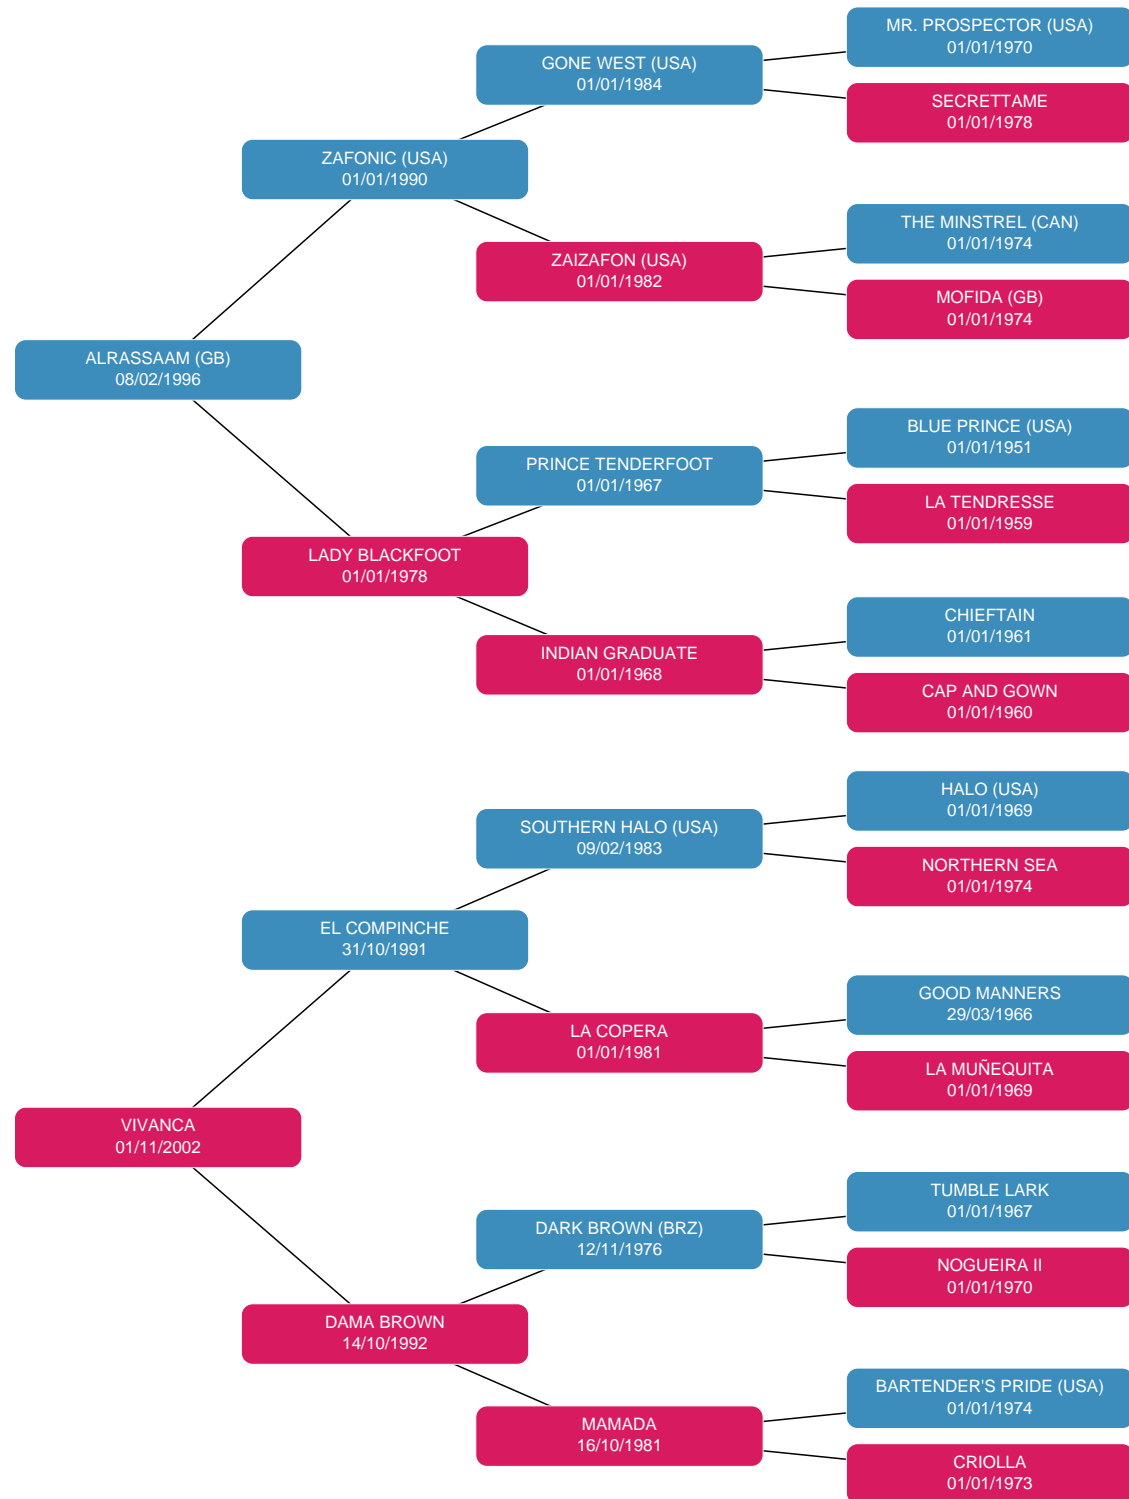 MR. PROSPECTOR (USA)
01/01/1970
GONE WEST (USA)
01/01/1984
SECRETTAME
01/01/1978
ZAFONIC (USA)
01/01/1990
THE MINSTREL (CAN)
01/01/1974
ZAIZAFON (USA)
01/01/1982
MOFIDA (GB)
01/01/1974
ALRASSAAM (GB)
08/02/1996
BLUE PRINCE (USA)
01/01/1951
PRINCE TENDERFOOT
01/01/1967
LA TENDRESSE
01/01/1959
LADY BLACKFOOT
01/01/1978
CHIEFTAIN
01/01/1961
INDIAN GRADUATE
01/01/1968
CAP AND GOWN
01/01/1960
HALO (USA)
01/01/1969
SOUTHERN HALO (USA)
09/02/1983
NORTHERN SEA
01/01/1974
EL COMPINCHE
31/10/1991
GOOD MANNERS
29/03/1966
LA COPERA
01/01/1981
LA MUÑEQUITA
01/01/1969
VIVANCA
01/11/2002
TUMBLE LARK
01/01/1967
DARK BROWN (BRZ)
12/11/1976
NOGUEIRA II
01/01/1970
DAMA BROWN
14/10/1992
BARTENDER'S PRIDE (USA)
01/01/1974
MAMADA
16/10/1981
CRIOLLA
01/01/1973